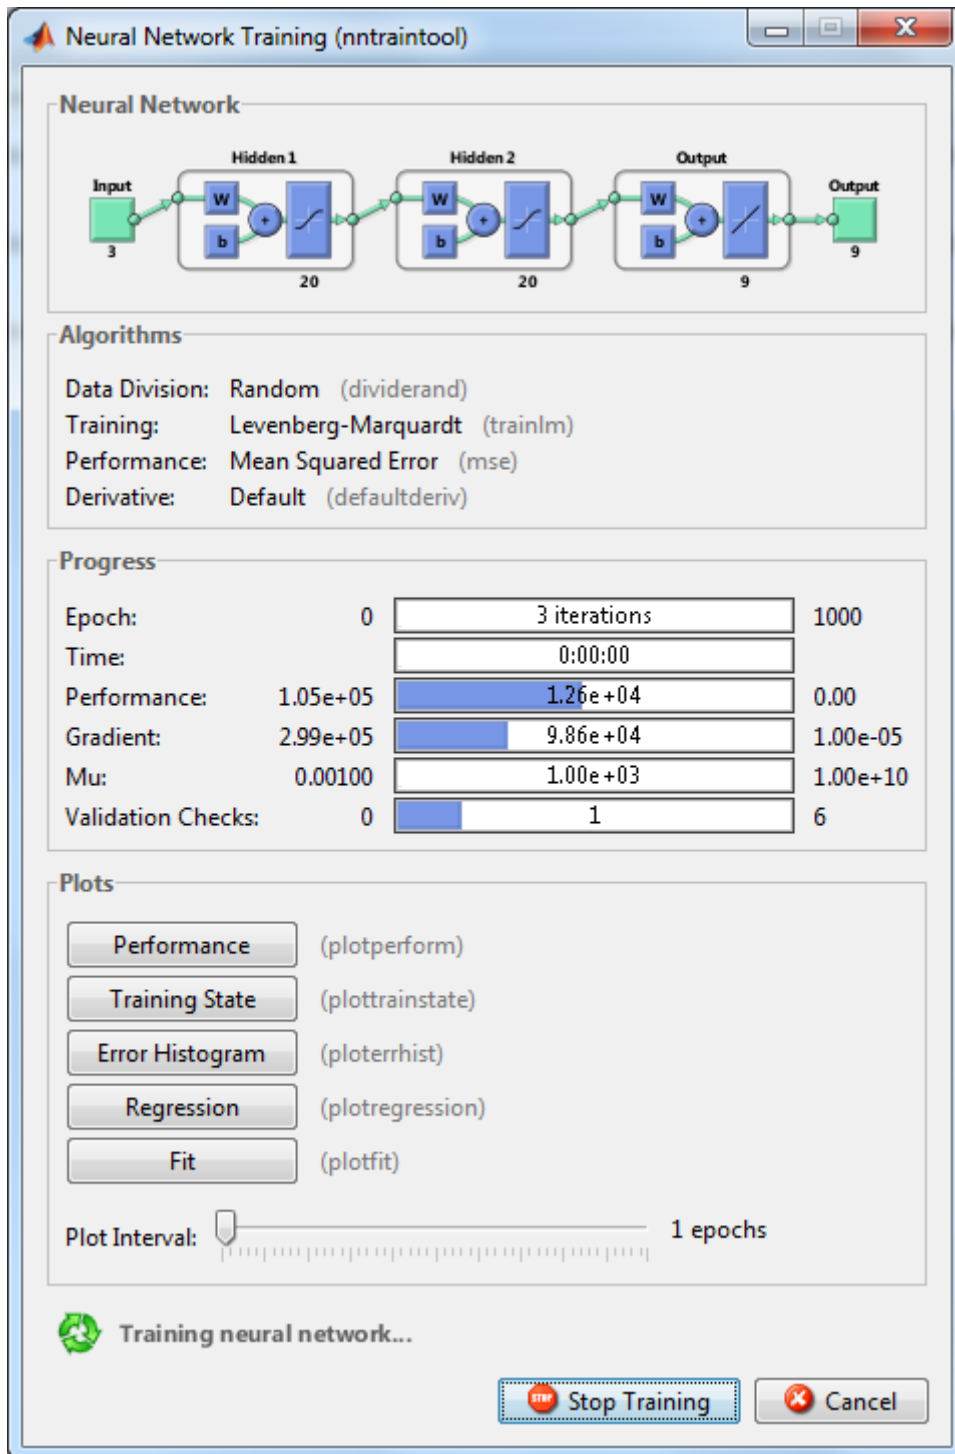 Neural Network Training (nntraintool)
Neural Network
Hidden 1 Hidden 2 Output
Input Output
W W W
+ + +
b b b
3 9
20 20 9
Algorithms
Data Division: Random (dividerand)
Training: Levenberg-Marquardt (trainlm)
Performance: Mean Squared Error (mse)
Derivative: Default (defaultderiv)
Progress
Epoch: 0 3 iterations 1000
Time: 0:00:00
Performance: 1.05e+05 1.26e+04 0.00
Gradient: 2.99e+05 9.86e+04 1.00e-05
Mu: 0.00100 1.00e+03 1.00e+10
Validation Checks: 0 1 6
Plots
Performance (plotperform)
Training State (plottrainstate)
Error Histogram (ploterrhist)
Regression (plotregression)
Fit (plotfit)
Plot Interval: 1 epochs
Training neural network...
STOP Stop Training Cancel